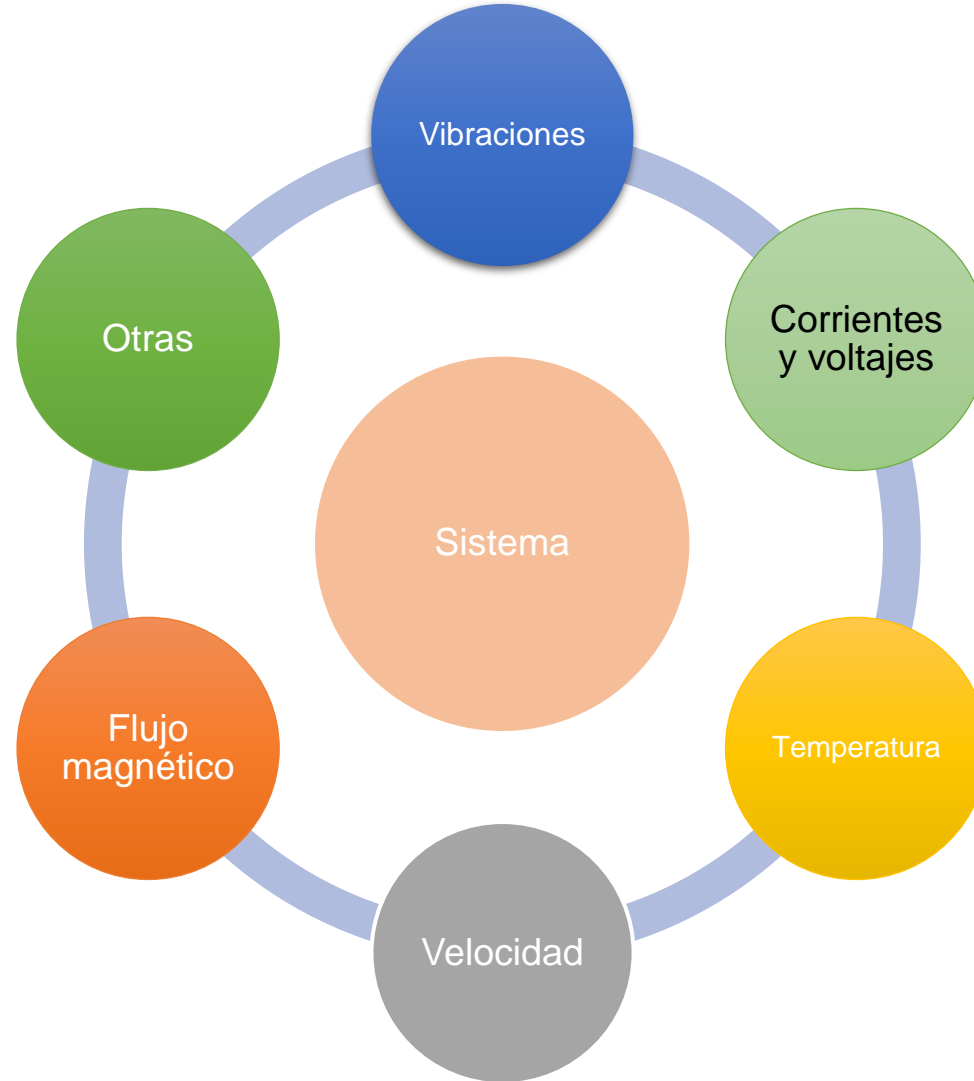 Vibraciones
Corrientes
y voltajes
Temperatura
Velocidad
Flujo
magnético
Otras
Sistema